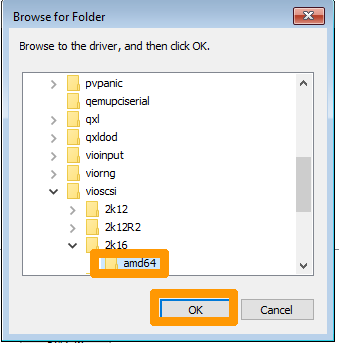 Browse for Folder
Browse to the driver, and then click OK.
pvpanic
qemupciserial
qxl
qxldod
vioinput
viorng
vioscsi
2k12
2k12R2
2k16
amd64
OK
Cancel